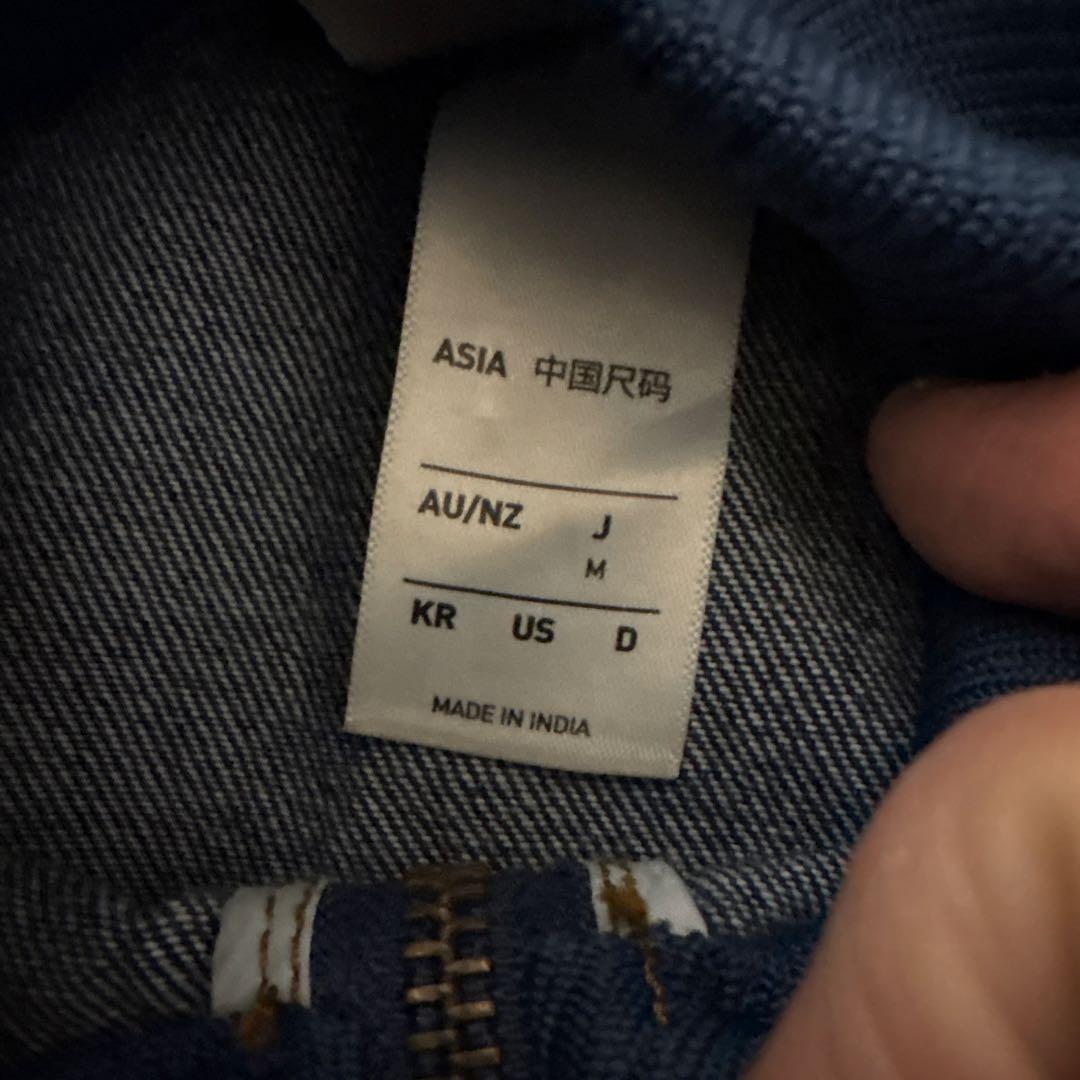 ASIA 中国尺码
AU/NZ J
M
KR US D
MADE IN INDIA